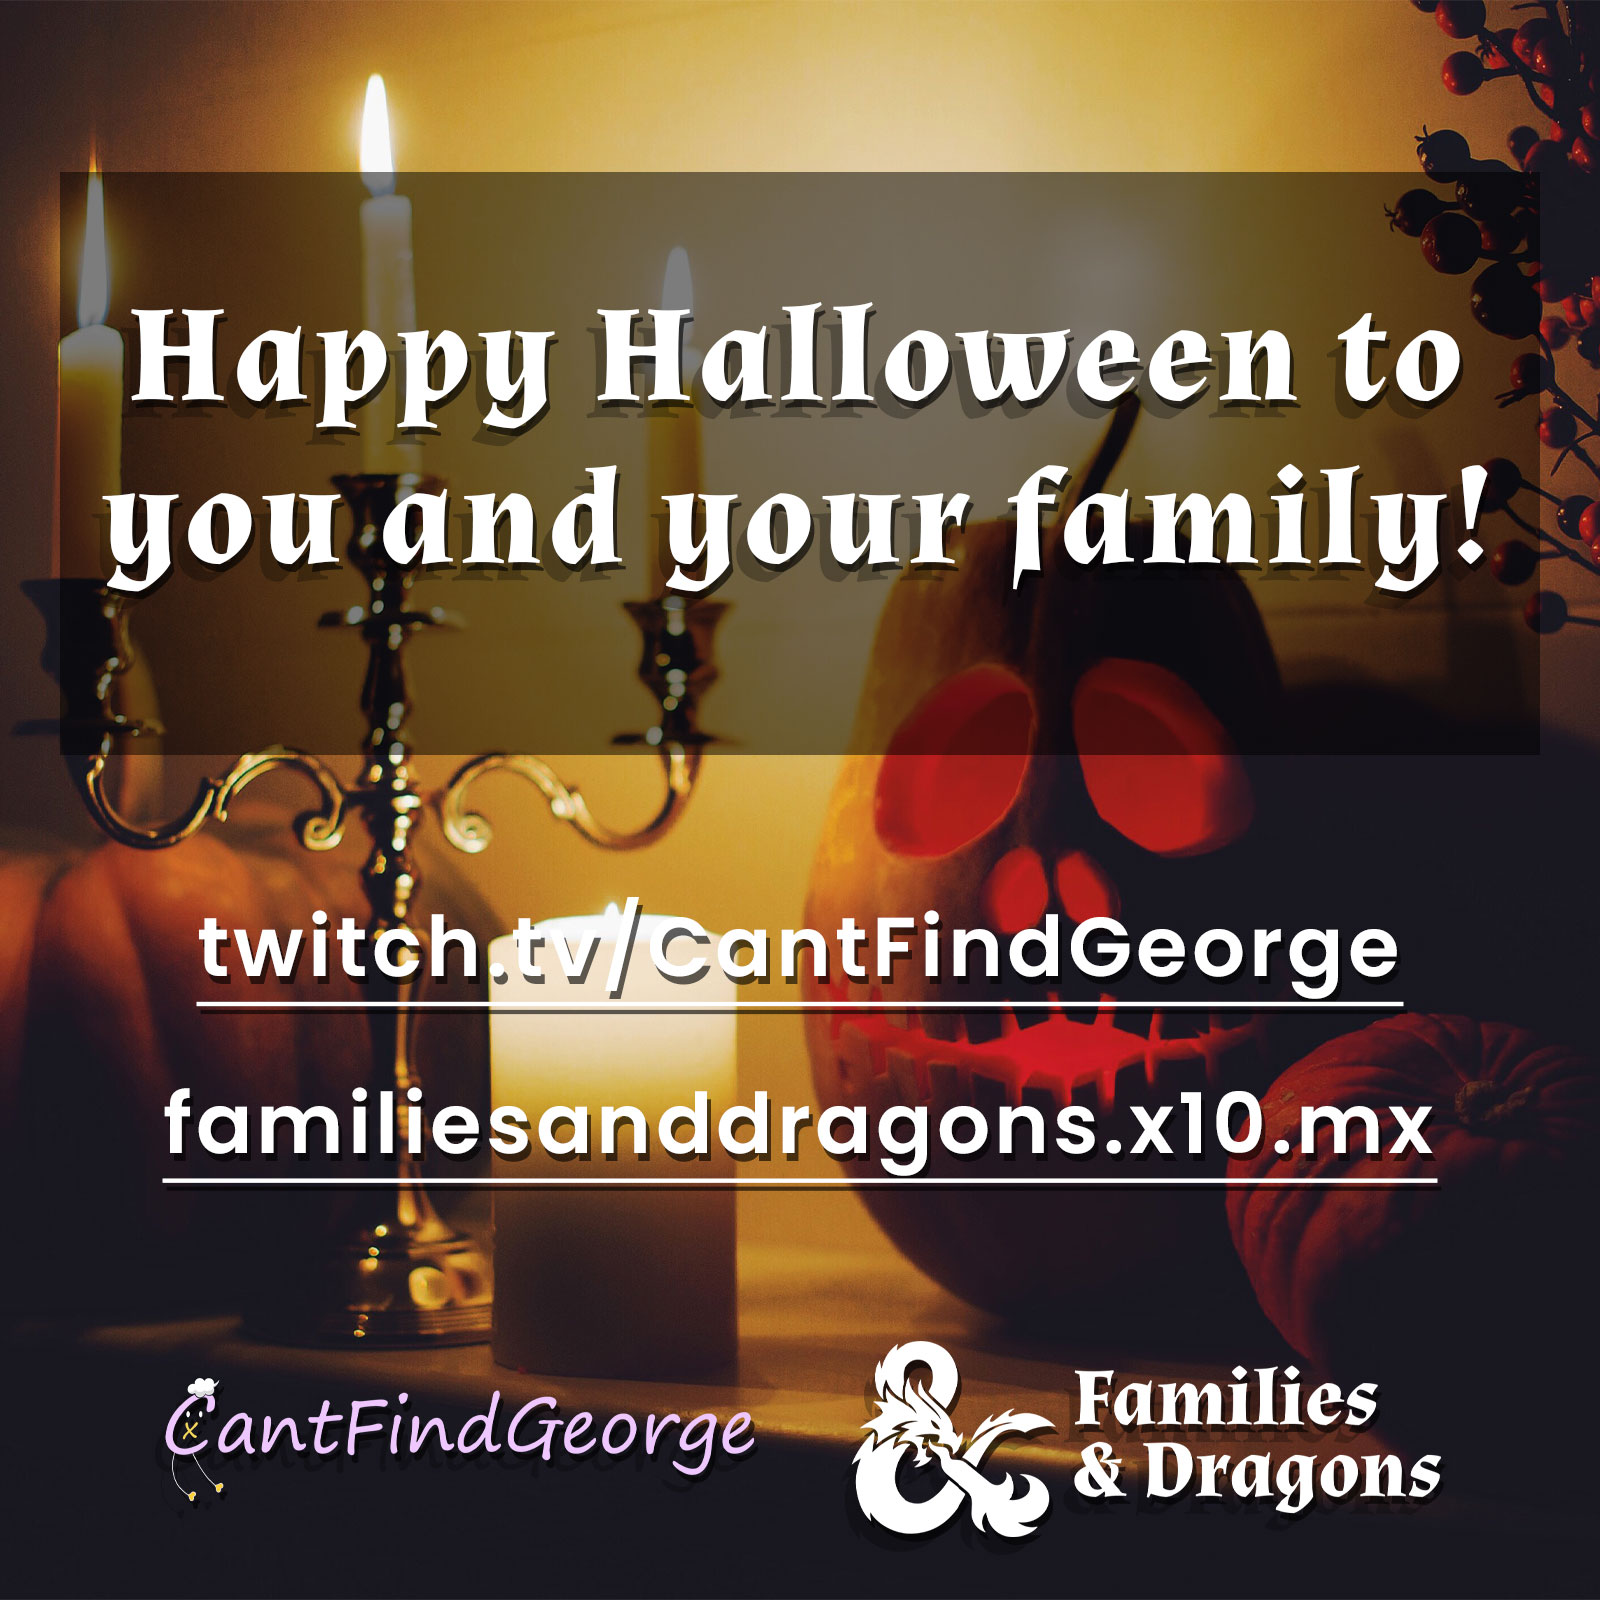 Happy Halloween to
you and your family!
twitch.tv/CantFindGeorge
familiesanddragons.x10.mx
CantFindGeorge
Families
& Dragons